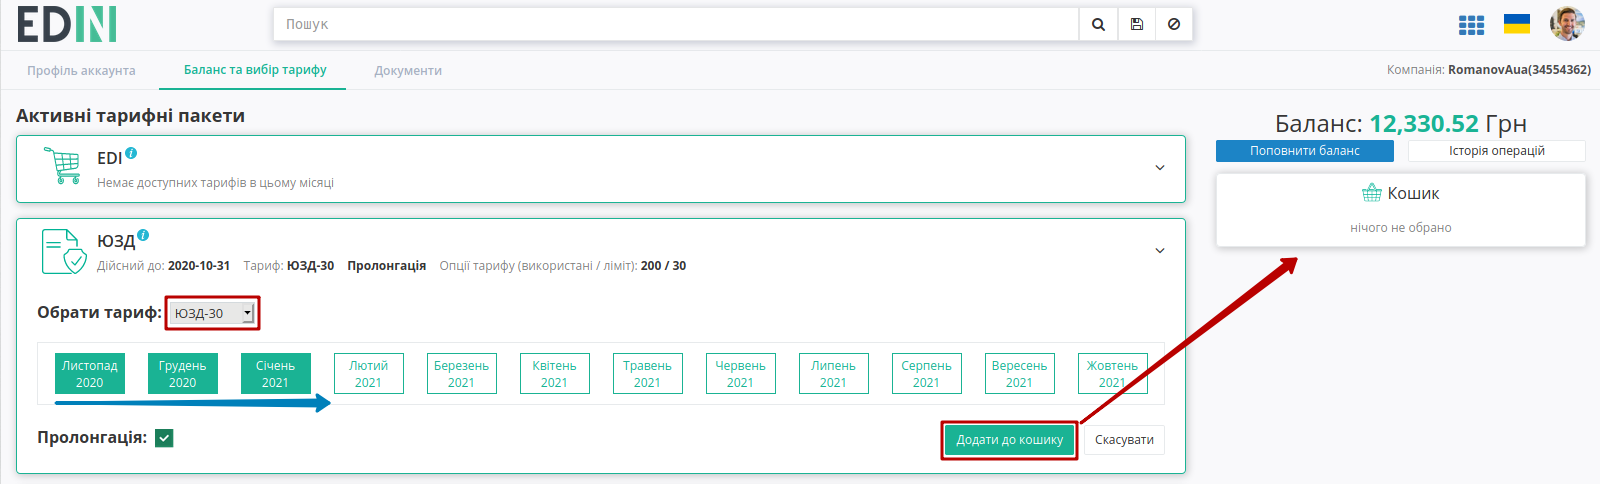 EDIN
Пошук
Профіль аккаунта
Баланс та вибір тарифу
Документи
Компанія: RomanovAua(34554362)
Активні тарифні пакети
EDI i
Немає доступних тарифів в цьому місяці
ЮЗД i
Дійсний до: 2020-10-31 Тариф: ЮЗД-30 Пролонгація Опції тарифу (використані / ліміт): 200 / 30
Обрати тариф: ЮЗД-30
Листопад 2020
Грудень 2020
Січень 2021
Лютий 2021
Березень 2021
Квітень 2021
Травень 2021
Червень 2021
Липень 2021
Серпень 2021
Вересень 2021
Жовтень 2021
Пролонгація:
Додати до кошику
Скасувати
Баланс: 12,330.52 Грн
Поповнити баланс
Історія операцій
Кошик
нічого не обрано